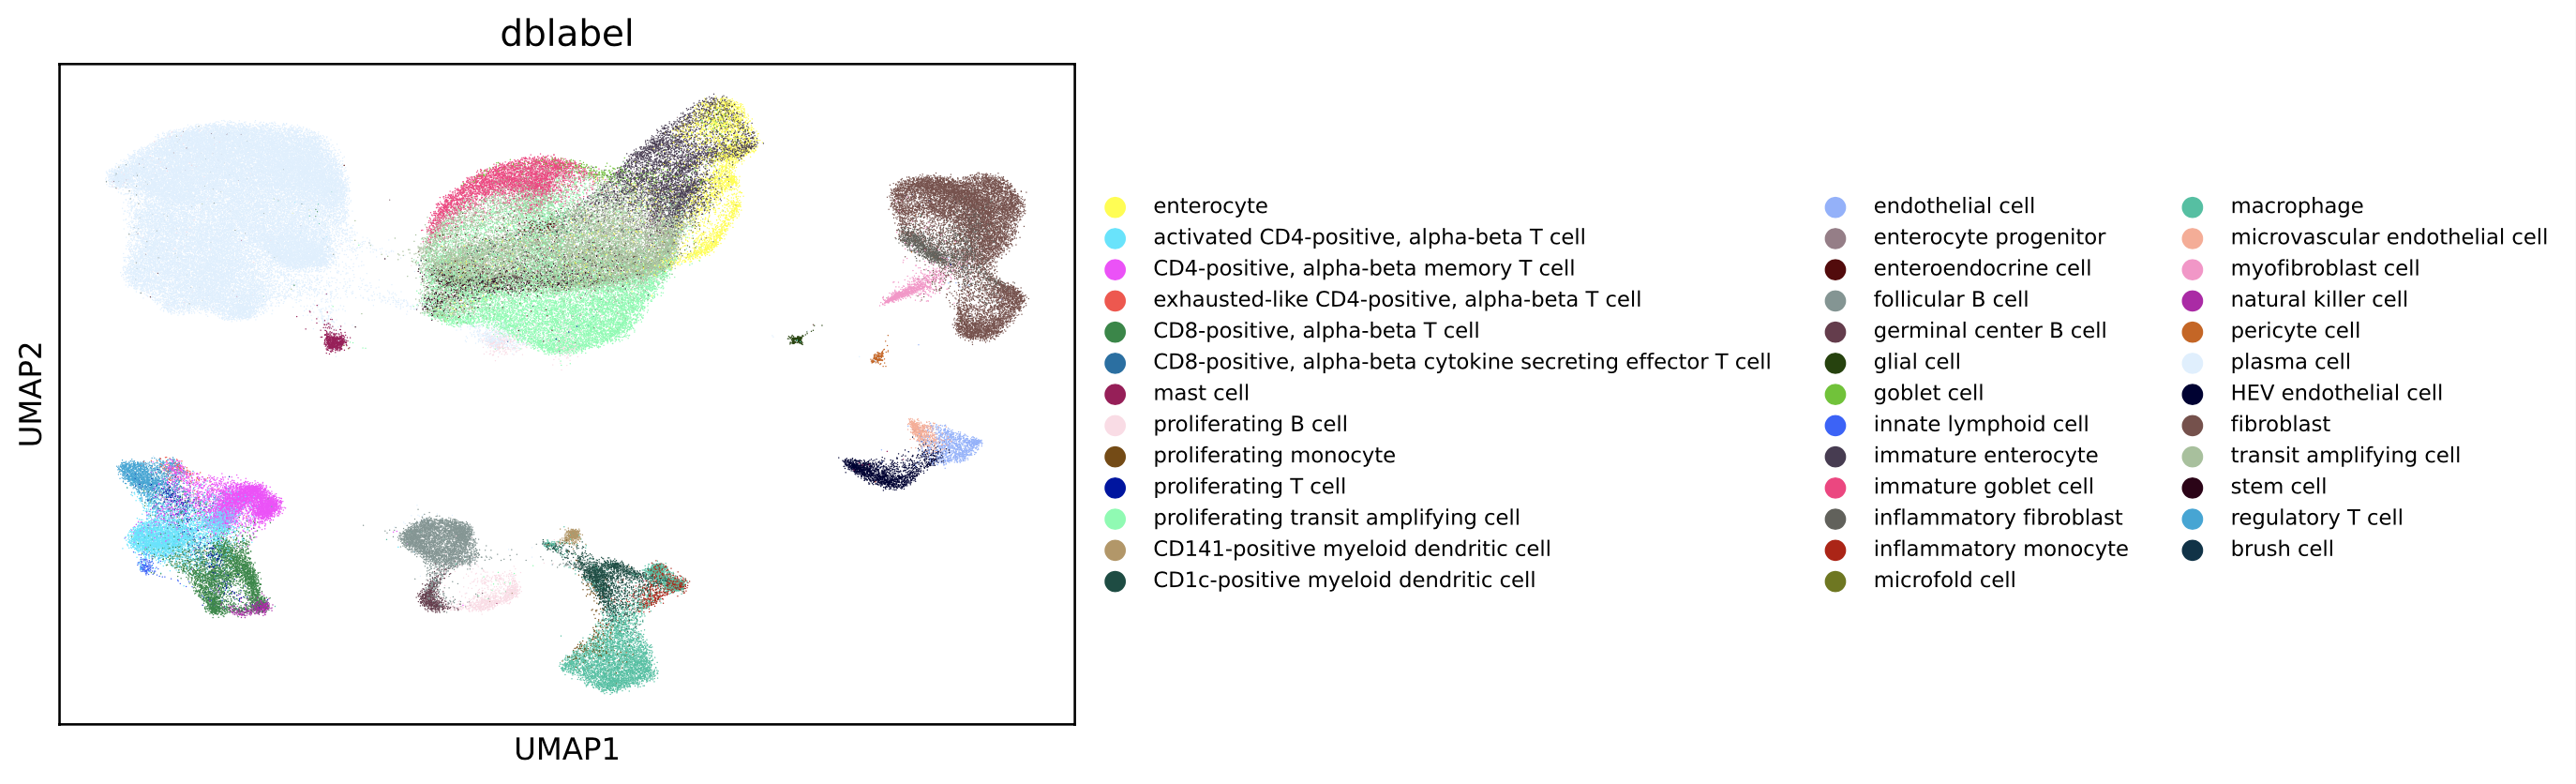 dblabel
UMAP2
UMAP1
enterocyte
activated CD4-positive, alpha-beta T cell
CD4-positive, alpha-beta memory T cell
exhausted-like CD4-positive, alpha-beta T cell
CD8-positive, alpha-beta T cell
CD8-positive, alpha-beta cytokine secreting effector T cell
mast cell
proliferating B cell
proliferating monocyte
proliferating T cell
proliferating transit amplifying cell
CD141-positive myeloid dendritic cell
CD1c-positive myeloid dendritic cell
endothelial cell
enterocyte progenitor
enteroendocrine cell
follicular B cell
germinal center B cell
glial cell
goblet cell
innate lymphoid cell
immature enterocyte
immature goblet cell
inflammatory fibroblast
inflammatory monocyte
microfold cell
macrophage
microvascular endothelial cell
myofibroblast cell
natural killer cell
pericyte cell
plasma cell
HEV endothelial cell
fibroblast
transit amplifying cell
stem cell
regulatory T cell
brush cell